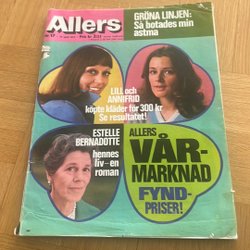 Allers
GRÖNA LINJEN:
Så botades min
astma
LILL och
ANNIFRID
köpte kläder för 300 kr
Se resultatet!
ESTELLE
BERNADOTTE
hennes
liv – en
roman
ALLERS
VÅR-
MARKNAD
FYND-
PRISER!